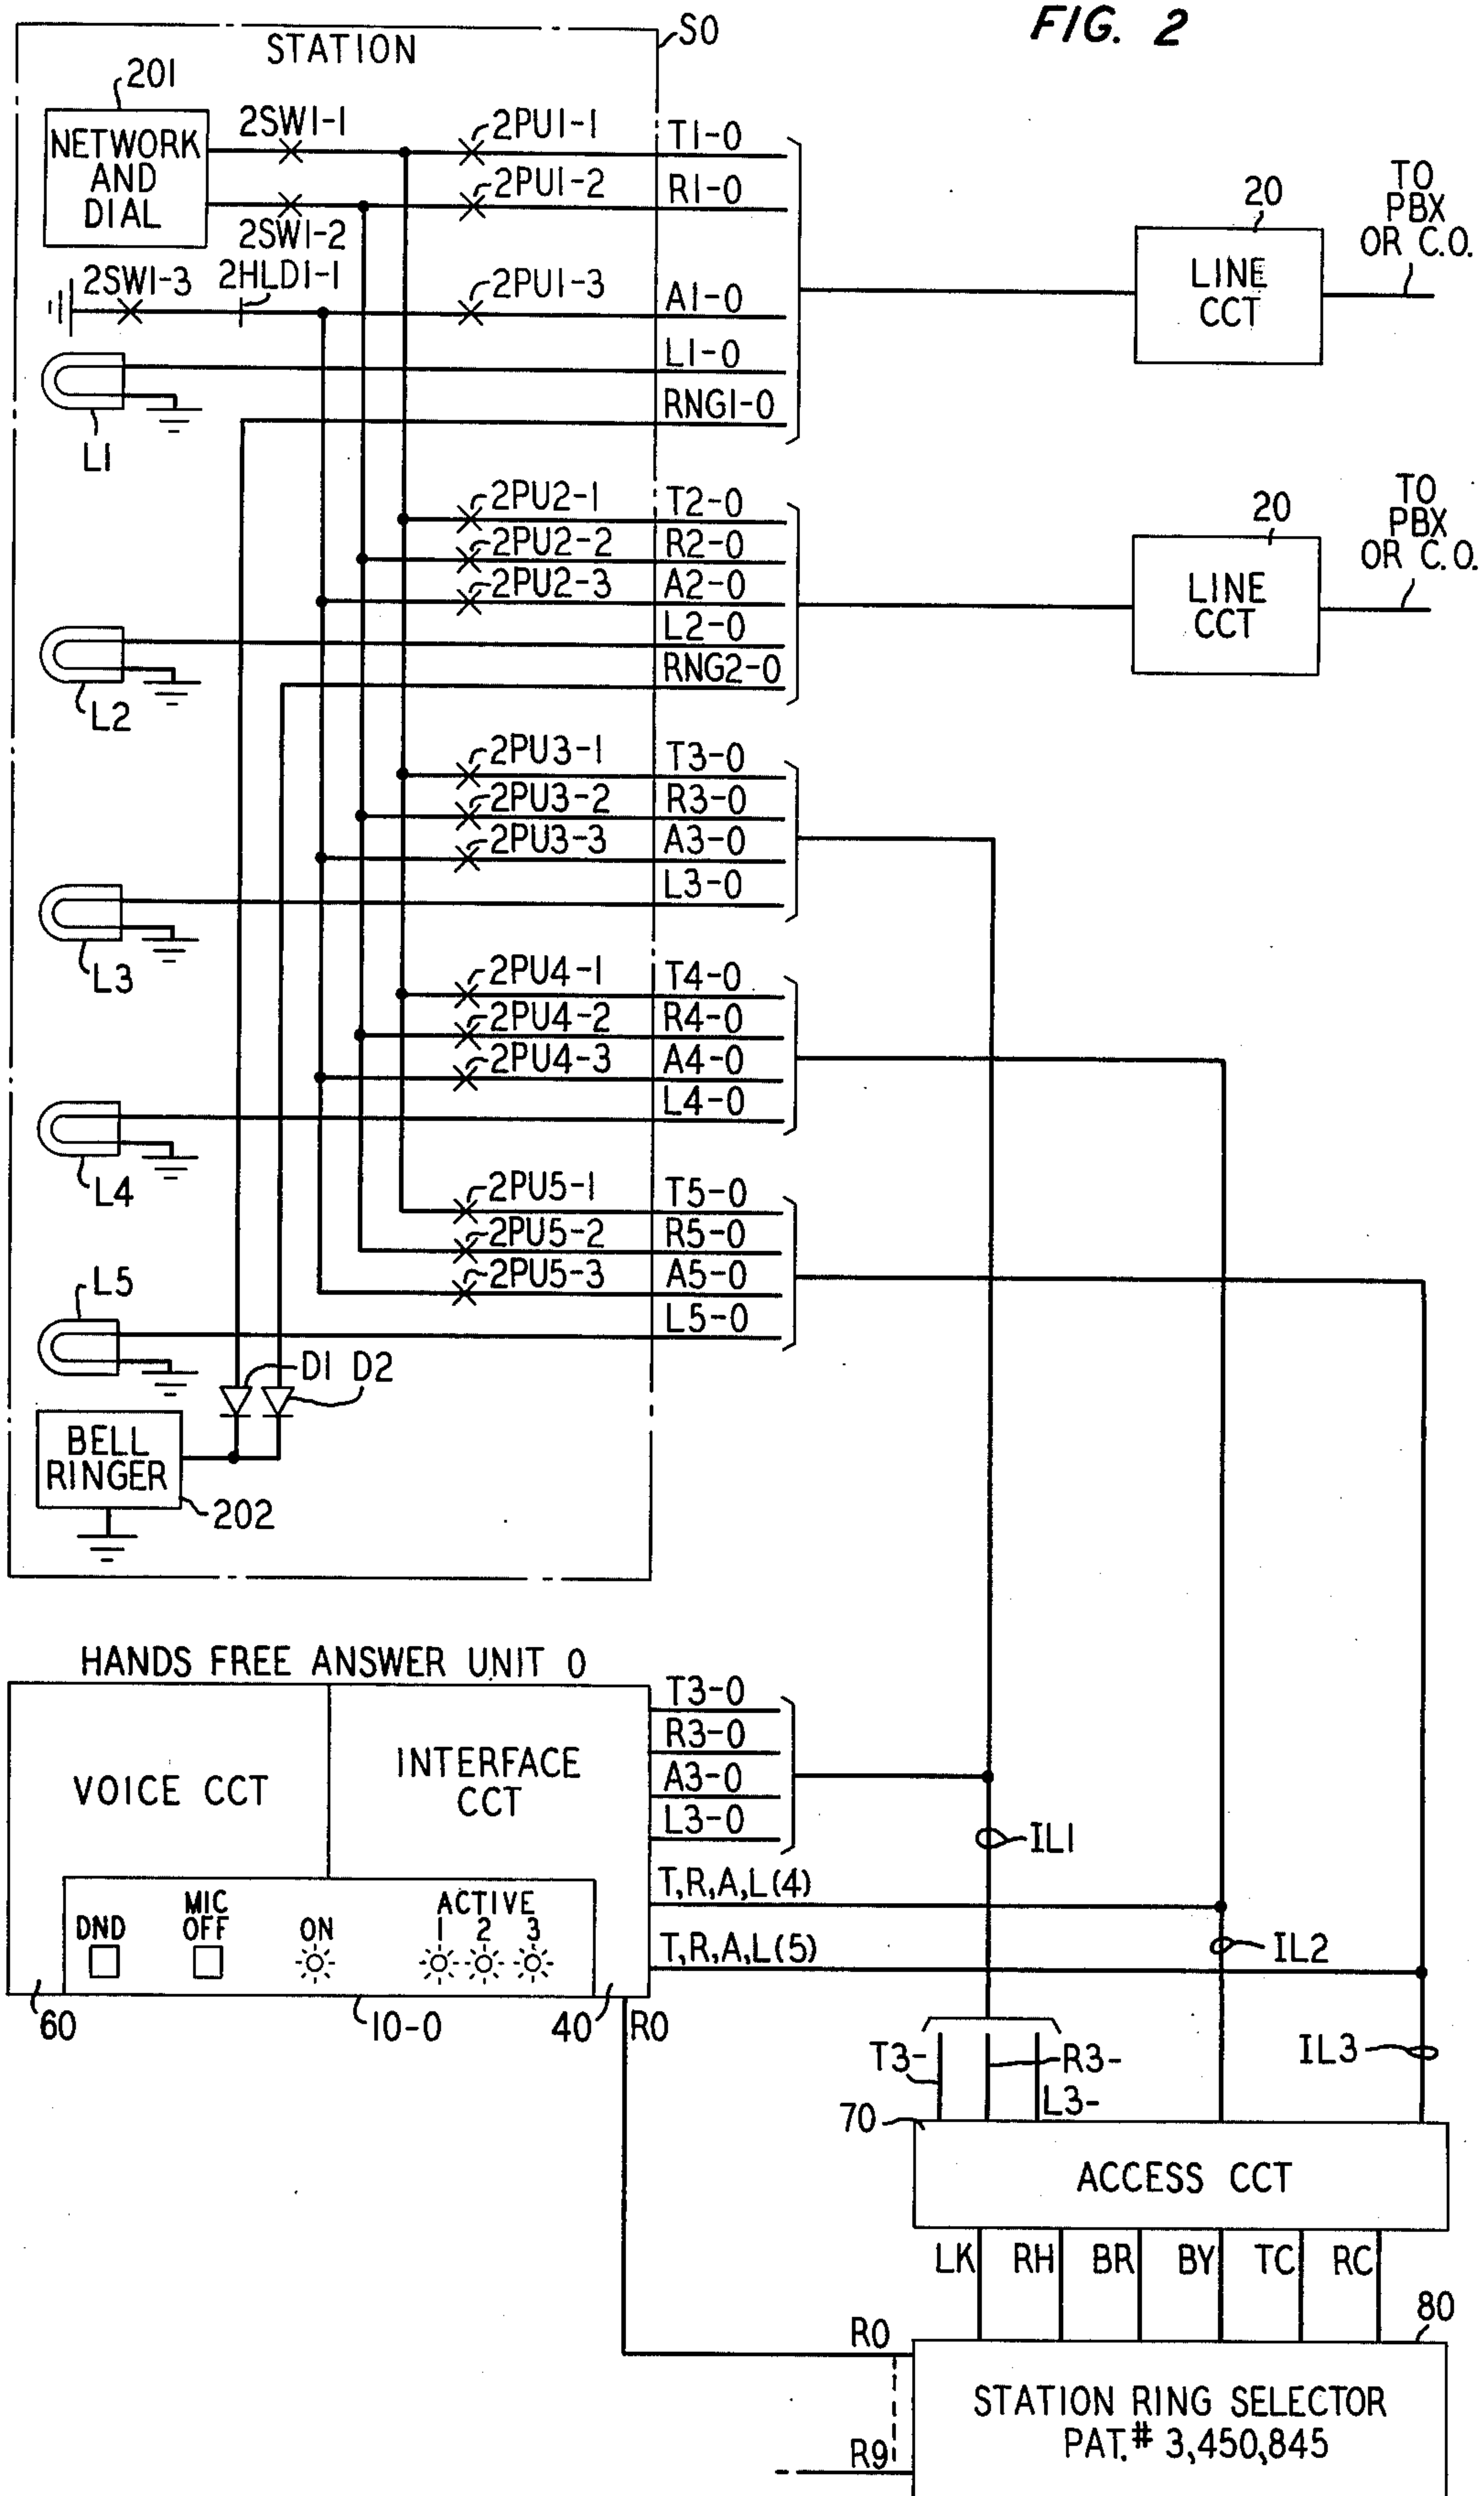 FIG. 2
STATION
S0
201
NETWORK
AND
DIAL
2SW1-1
2PU1-1
T1-0
2PU1-2
R1-0
2SW1-2
2SW1-3
2HLD1-1
2PU1-3
A1-0
L1-0
RNG1-0
L1
20
LINE
CCT
TO
PBX
OR C.O.
2PU2-1
T2-0
2PU2-2
R2-0
2PU2-3
A2-0
L2-0
RNG2-0
L2
20
LINE
CCT
TO
PBX
OR C.O.
2PU3-1
T3-0
2PU3-2
R3-0
2PU3-3
A3-0
L3-0
L3
2PU4-1
T4-0
2PU4-2
R4-0
2PU4-3
A4-0
L4-0
L4
2PU5-1
T5-0
2PU5-2
R5-0
2PU5-3
A5-0
L5-0
L5
D1 D2
BELL
RINGER
202
HANDS FREE ANSWER UNIT 0
VOICE CCT
INTERFACE
CCT
T3-0
R3-0
A3-0
L3-0
T,R,A,L(4)
T,R,A,L(5)
DND
MIC
OFF
ON
ACTIVE
1 2 3
60
10-0
40
R0
IL1
IL2
IL3
T3-
R3-
L3-
70
ACCESS CCT
LK RH BR BY TC RC
80
R0
R9
STATION RING SELECTOR
PAT.# 3,450,845